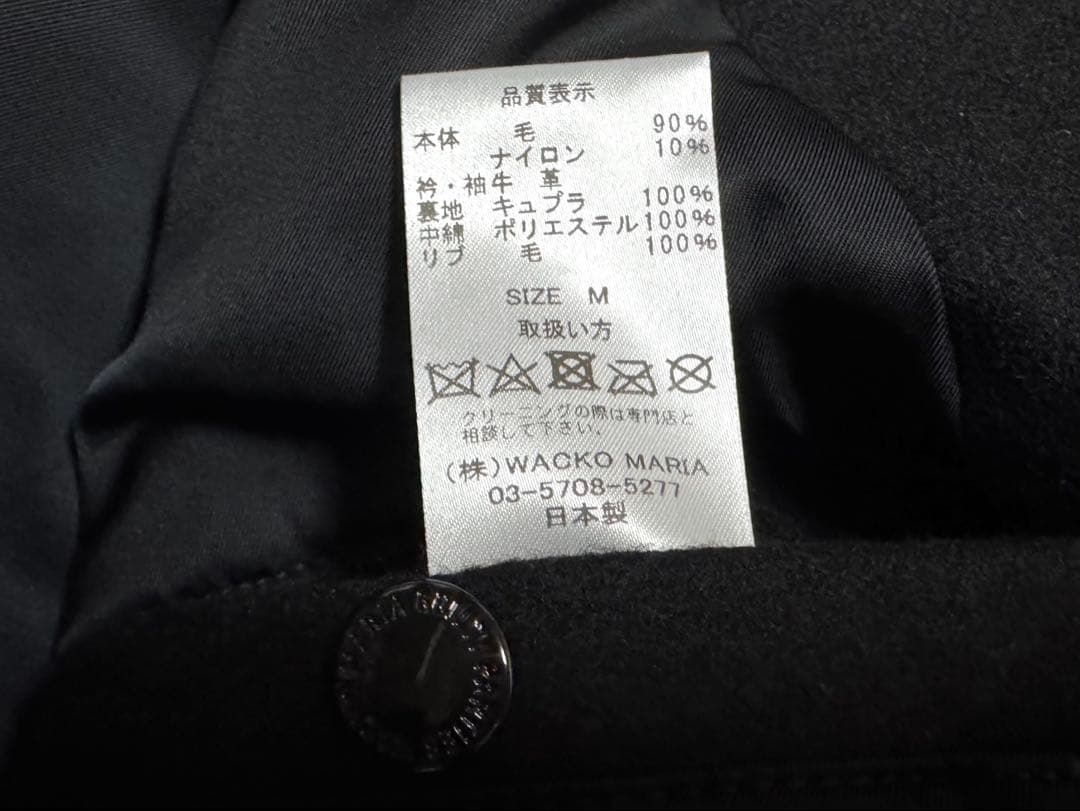 品質表示
本体 毛 90%
ナイロン 10%
衿・袖牛 革
裏地 キュプラ 100%
中綿 ポリエステル100%
リブ 毛 100%
SIZE M
取扱い方
クリーニングの際は専門店と
相談して下さい。
(株)WACKO MARIA
03-5708-5277
日本製
MARIA GUILTY PARTIES